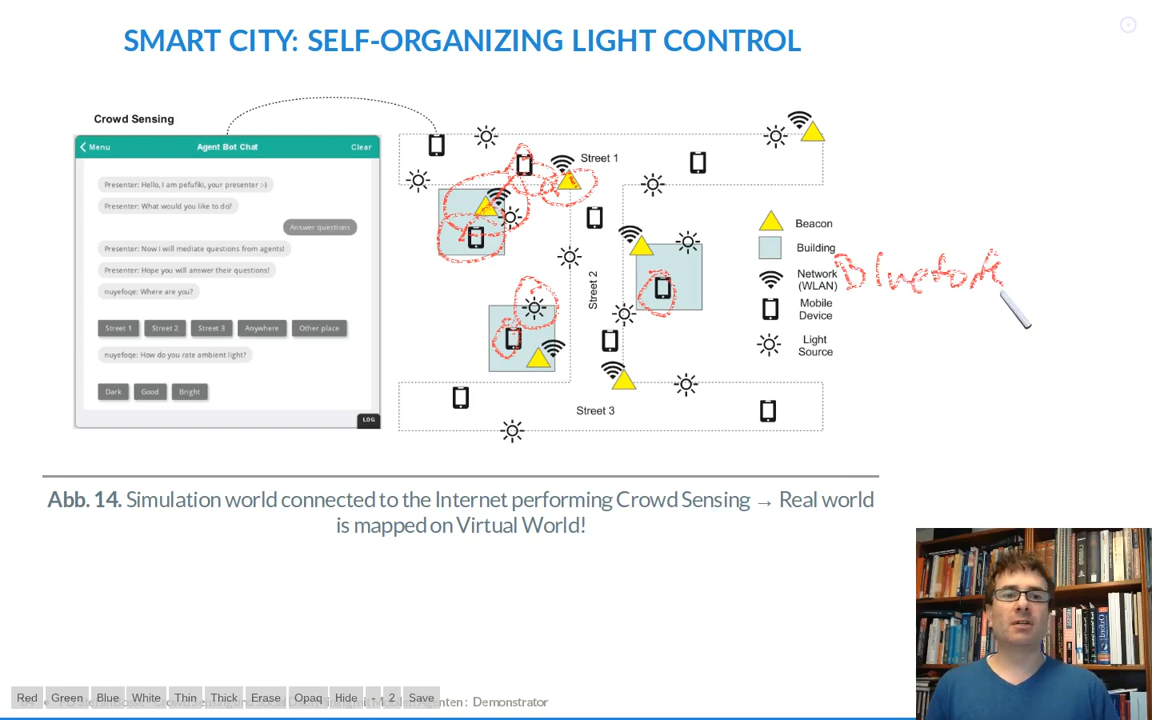 SMART CITY: SELF-ORGANIZING LIGHT CONTROL
Crowd Sensing
Menu
Agent Bot Chat
Clear
Presenter: Hello, I am pefufiki, your presenter :-)
Presenter: What would you like to do?
Answer questions
Presenter: Now I will mediate questions from agents!
Presenter: Hope you will answer their questions!
nuyefoqe: Where are you?
Street 1 Street 2 Street 3 Anywhere Other place
nuyefoqe: How do you rate ambient light?
Dark Good Bright
LOG
Street 1
Street 2
Street 3
Beacon
Building
Network
(WLAN)
Mobile
Device
Light
Source
Abb. 14. Simulation world connected to the Internet performing Crowd Sensing → Real world
is mapped on Virtual World!
Red Green Blue White Thin Thick Erase Opaq Hide - 2 Save
: Demonstrator